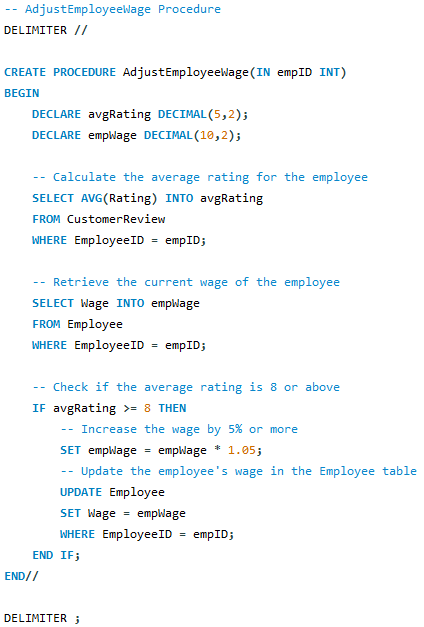 -- AdjustEmployeeWage Procedure
DELIMITER //

CREATE PROCEDURE AdjustEmployeeWage(IN empID INT)
BEGIN
    DECLARE avgRating DECIMAL(5,2);
    DECLARE empWage DECIMAL(10,2);

    -- Calculate the average rating for the employee
    SELECT AVG(Rating) INTO avgRating
    FROM CustomerReview
    WHERE EmployeeID = empID;

    -- Retrieve the current wage of the employee
    SELECT Wage INTO empWage
    FROM Employee
    WHERE EmployeeID = empID;

    -- Check if the average rating is 8 or above
    IF avgRating >= 8 THEN
        -- Increase the wage by 5% or more
        SET empWage = empWage * 1.05;
        -- Update the employee's wage in the Employee table
        UPDATE Employee
        SET Wage = empWage
        WHERE EmployeeID = empID;
    END IF;
END//

DELIMITER ;